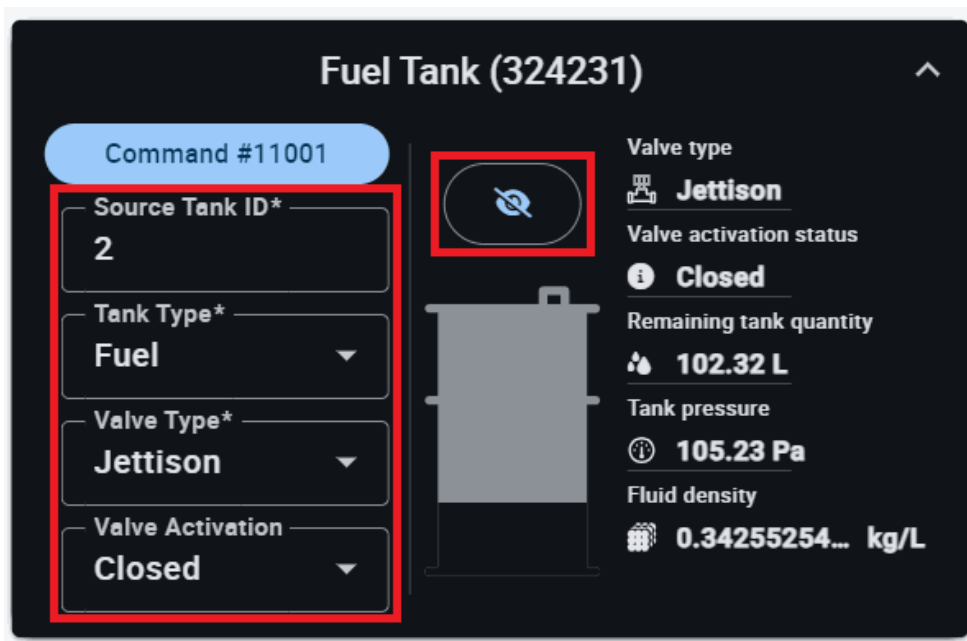 Fuel Tank (324231)
Command #11001
Source Tank ID*
2
Tank Type*
Fuel
Valve Type*
Jettison
Valve Activation
Closed
Valve type
Jettison
Valve activation status
Closed
Remaining tank quantity
102.32 L
Tank pressure
105.23 Pa
Fluid density
0.34255254... kg/L